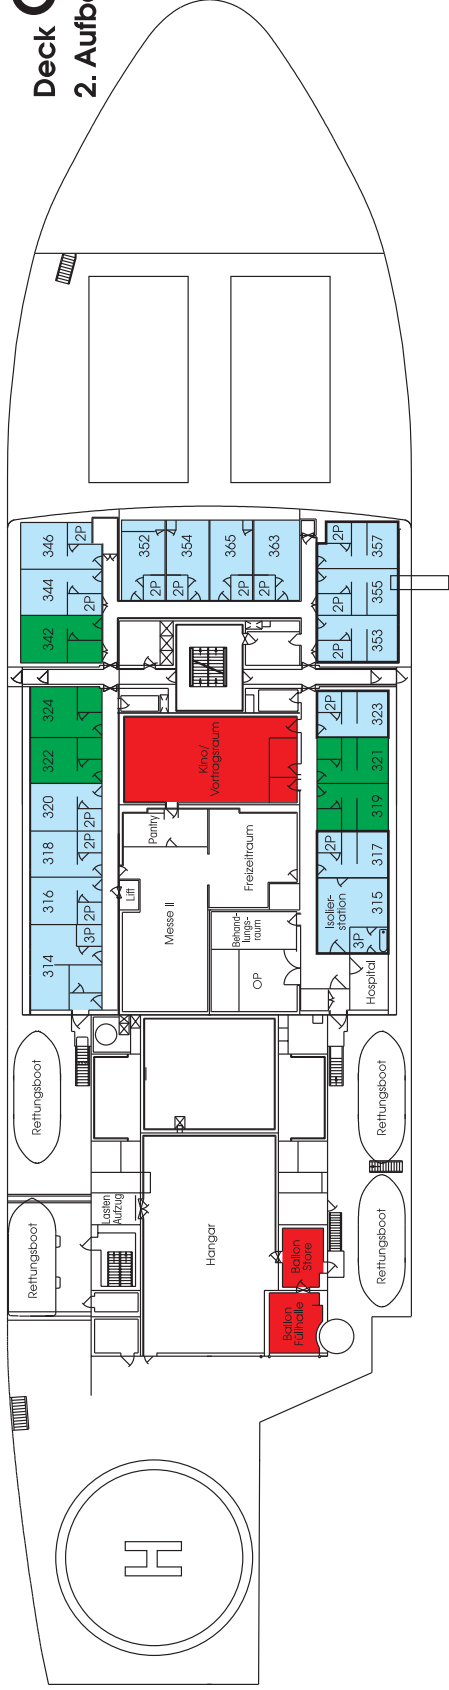 Deck
2. Aufb
346
2P
344
2P
342
352
2P
354
2P
365
2P
363
2P
2P
357
2P
355
2P
353
324
322
320
2P
318
2P
316
2P
3P
314
Kino/
Vortragsraum
Pantry
Lift
Messe II
Freizeitraum
Behand-
lungs-
raum
OP
2P
323
321
319
2P
317
Isolier-
station
315
3P
Hospital
Rettungsboot
Rettungsboot
Rettungsboot
Rettungsboot
Lasten
Aufzug
Hangar
Ballon
Store
Ballon
Füllhalle
H